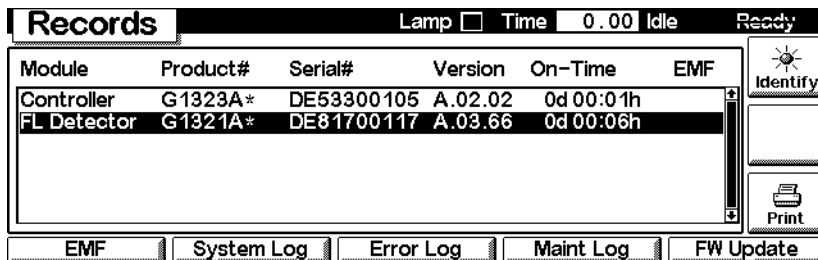 Records Lamp Time 0.00 Idle Ready
Module Product# Serial# Version On-Time EMF
Identify
Controller G1323A* DE53300105 A.02.02 0d 00:01h
FL Detector G1321A* DE81700117 A.03.66 0d 00:06h
Print
EMF System Log Error Log Maint Log FW Update